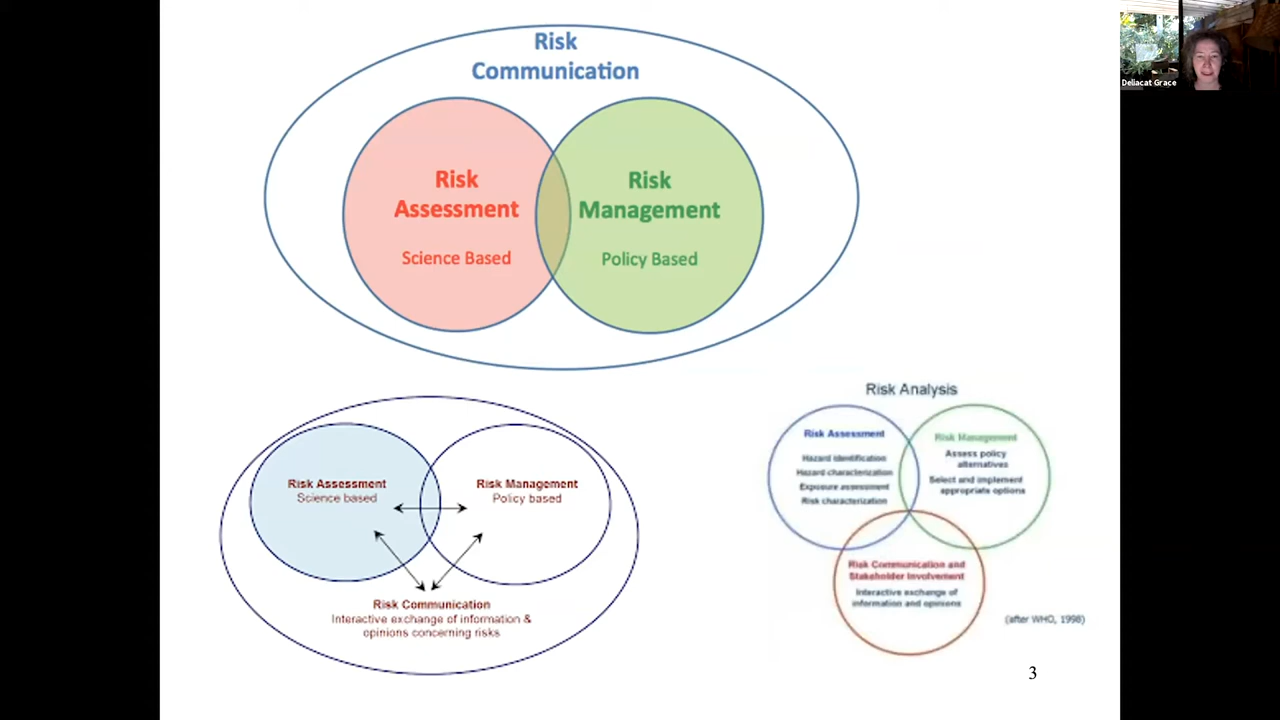 Risk
Communication
Risk
Assessment
Science Based
Risk
Management
Policy Based
Risk Assessment
Science based
Risk Management
Policy based
Risk Communication
Interactive exchange of information &
opinions concerning risks
Risk Analysis
Risk Assessment
Hazard Identification
Hazard characterization
Exposure assessment
Risk characterization
Risk Management
Assess policy
alternatives
Select and implement
appropriate options
Risk Communication and
Stakeholder Involvement
Interactive exchange of
information and opinions
(after WHO, 1998)
3
Deliacat Grace